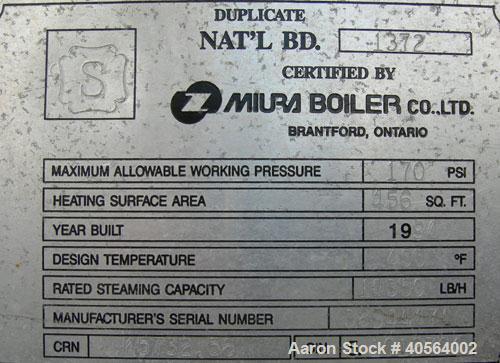 DUPLICATE
S
NAT'L BD. 1372
CERTIFIED BY
MIURA BOILER CO.,LTD.
BRANTFORD, ONTARIO
MAXIMUM ALLOWABLE WORKING PRESSURE 170 PSI
HEATING SURFACE AREA 456 SQ. FT.
YEAR BUILT 19
DESIGN TEMPERATURE °F
RATED STEAMING CAPACITY LB/H
MANUFACTURER'S SERIAL NUMBER
CRN
Aaron Stock # 40564002